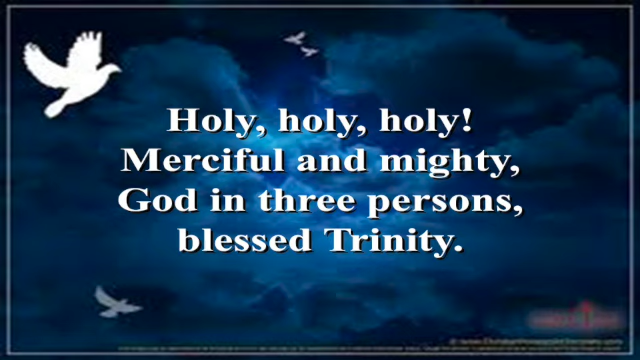 Holy, holy, holy!
Merciful and mighty,
God in three persons,
blessed Trinity.